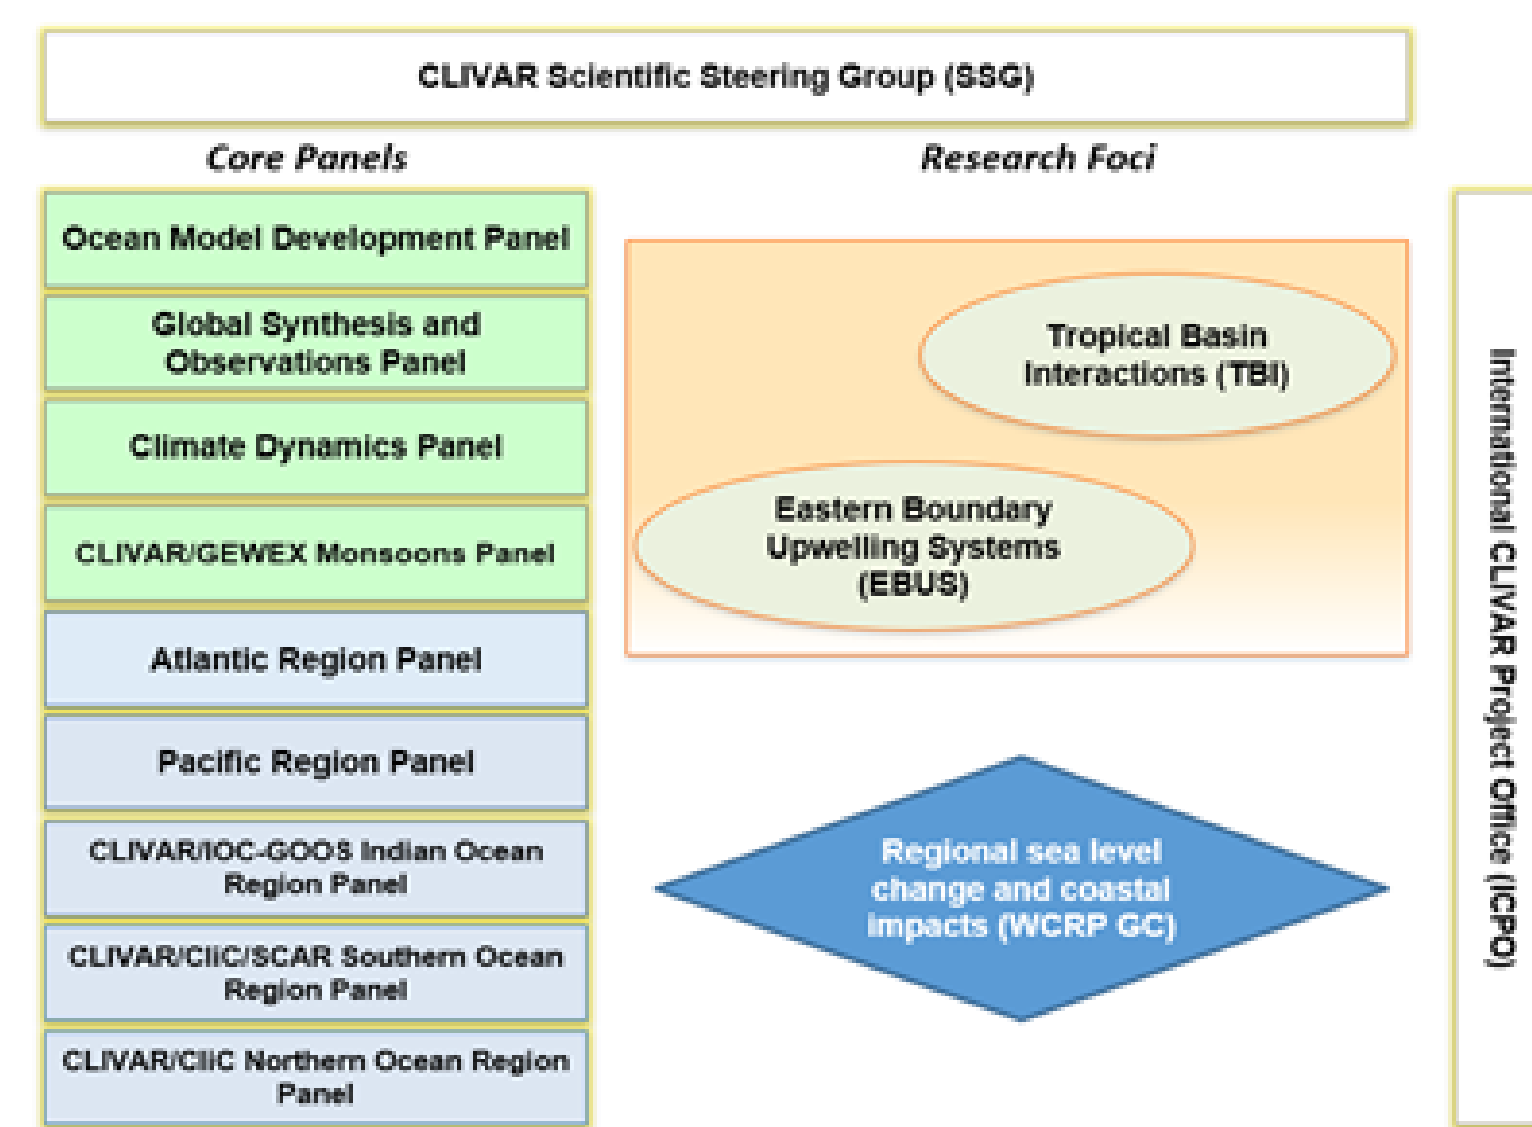 CLIVAR Scientific Steering Group (SSG)
Core Panels
Research Foci
Ocean Model Development Panel
Global Synthesis and
Observations Panel
Climate Dynamics Panel
CLIVAR/GEWEX Monsoons Panel
Atlantic Region Panel
Pacific Region Panel
CLIVAR/IOC-GOOS Indian Ocean
Region Panel
CLIVAR/CliC/SCAR Southern Ocean
Region Panel
CLIVAR/CliC Northern Ocean Region
Panel
Tropical Basin
Interactions (TBI)
Eastern Boundary
Upwelling Systems
(EBUS)
Regional sea level
change and coastal
impacts (WCRP GC)
International CLIVAR Project Office (ICPO)